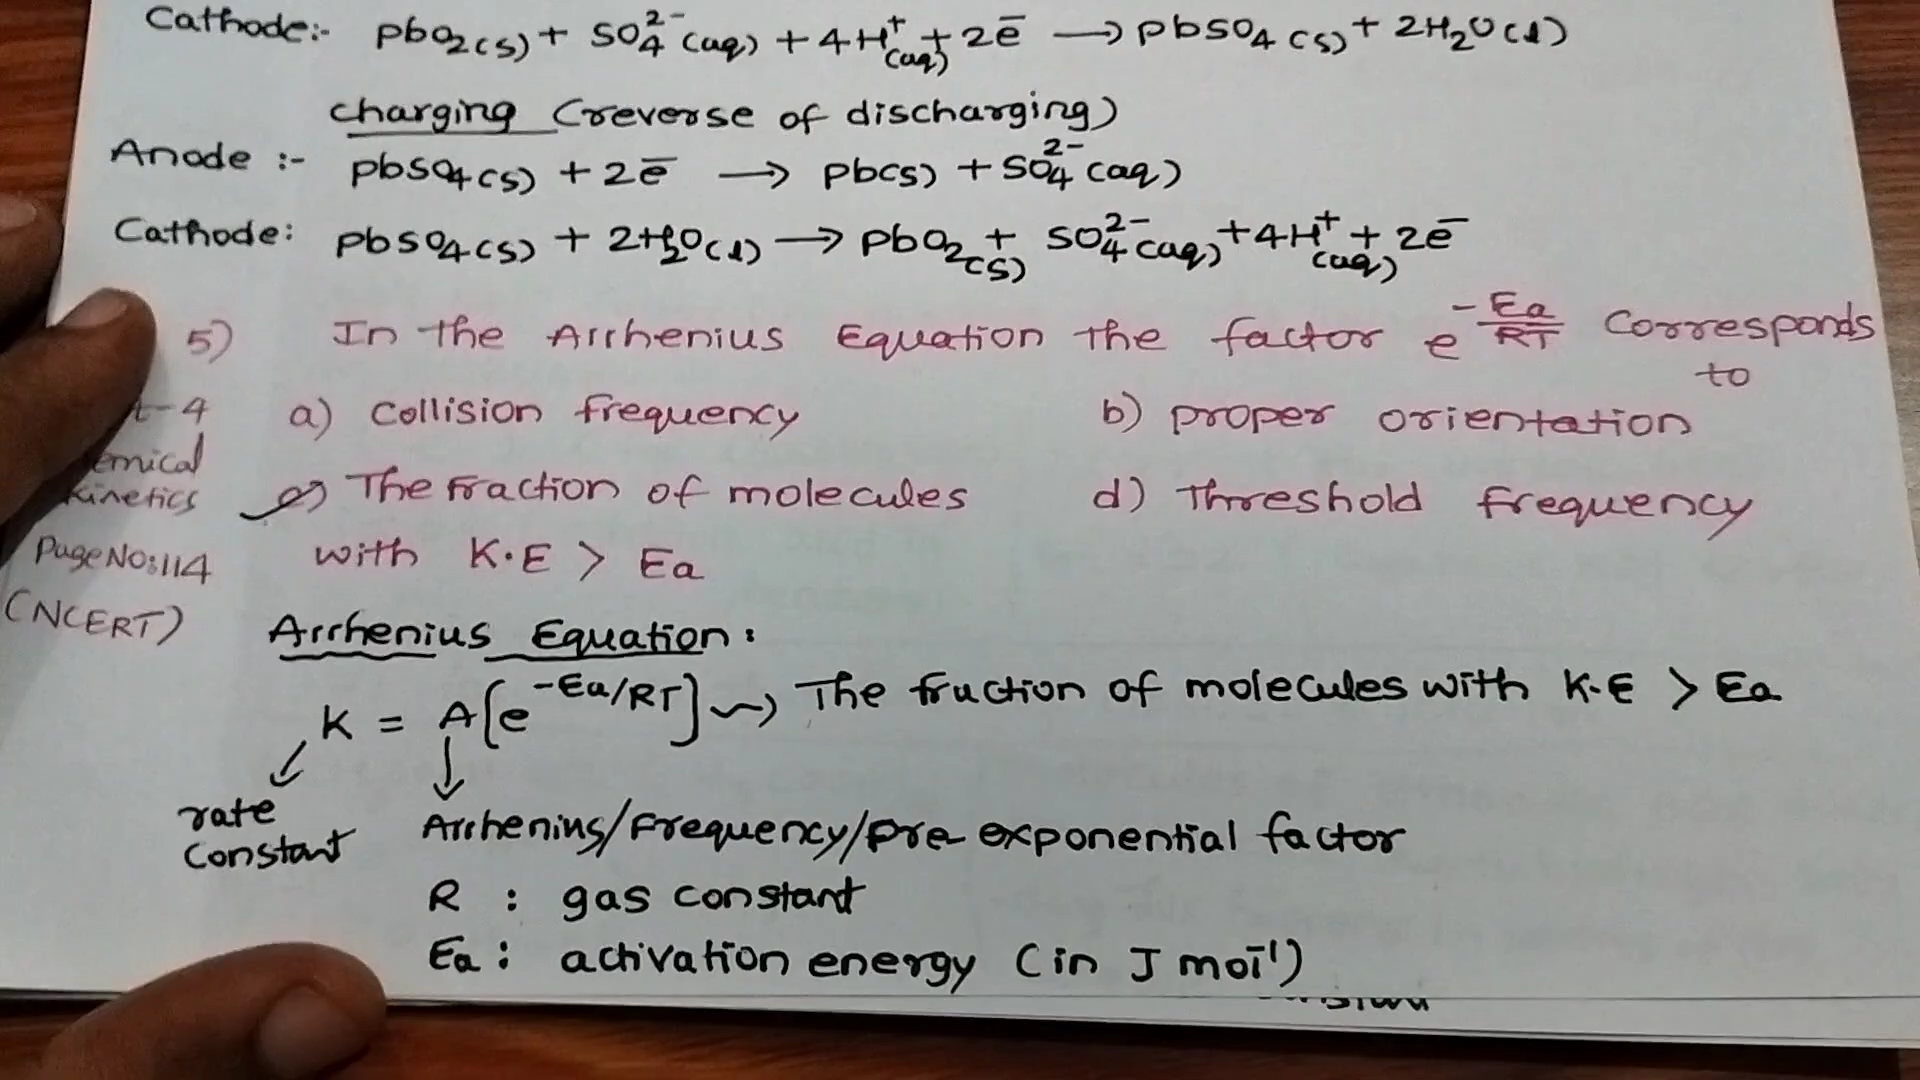 Cathode:- PbO2(s) + SO4^2-(aq) + 4H^+(aq) + 2e̅ → PbSO4(s) + 2H2O(l)
charging (reverse of discharging)
Anode :- PbSO4(s) + 2e̅ → Pb(s) + SO4^2-(aq)
Cathode: PbSO4(s) + 2H2O(l) → PbO2(s) + SO4^2-(aq) + 4H^+(aq) + 2e̅
5) In the Arrhenius Equation the factor e^-Ea/RT Corresponds to
a) Collision frequency b) proper orientation
-4
emical
kinetics
c) The Fraction of molecules d) Threshold frequency
with K.E > Ea
Page No: 114
(NCERT)
Arrhenius Equation:
K = A[e^-Ea/RT] → The fruction of molecules with K.E > Ea
rate constant
Arrhenius/Frequency/pre exponential factor
R : gas constant
Ea : activation energy (in J mol^-1)